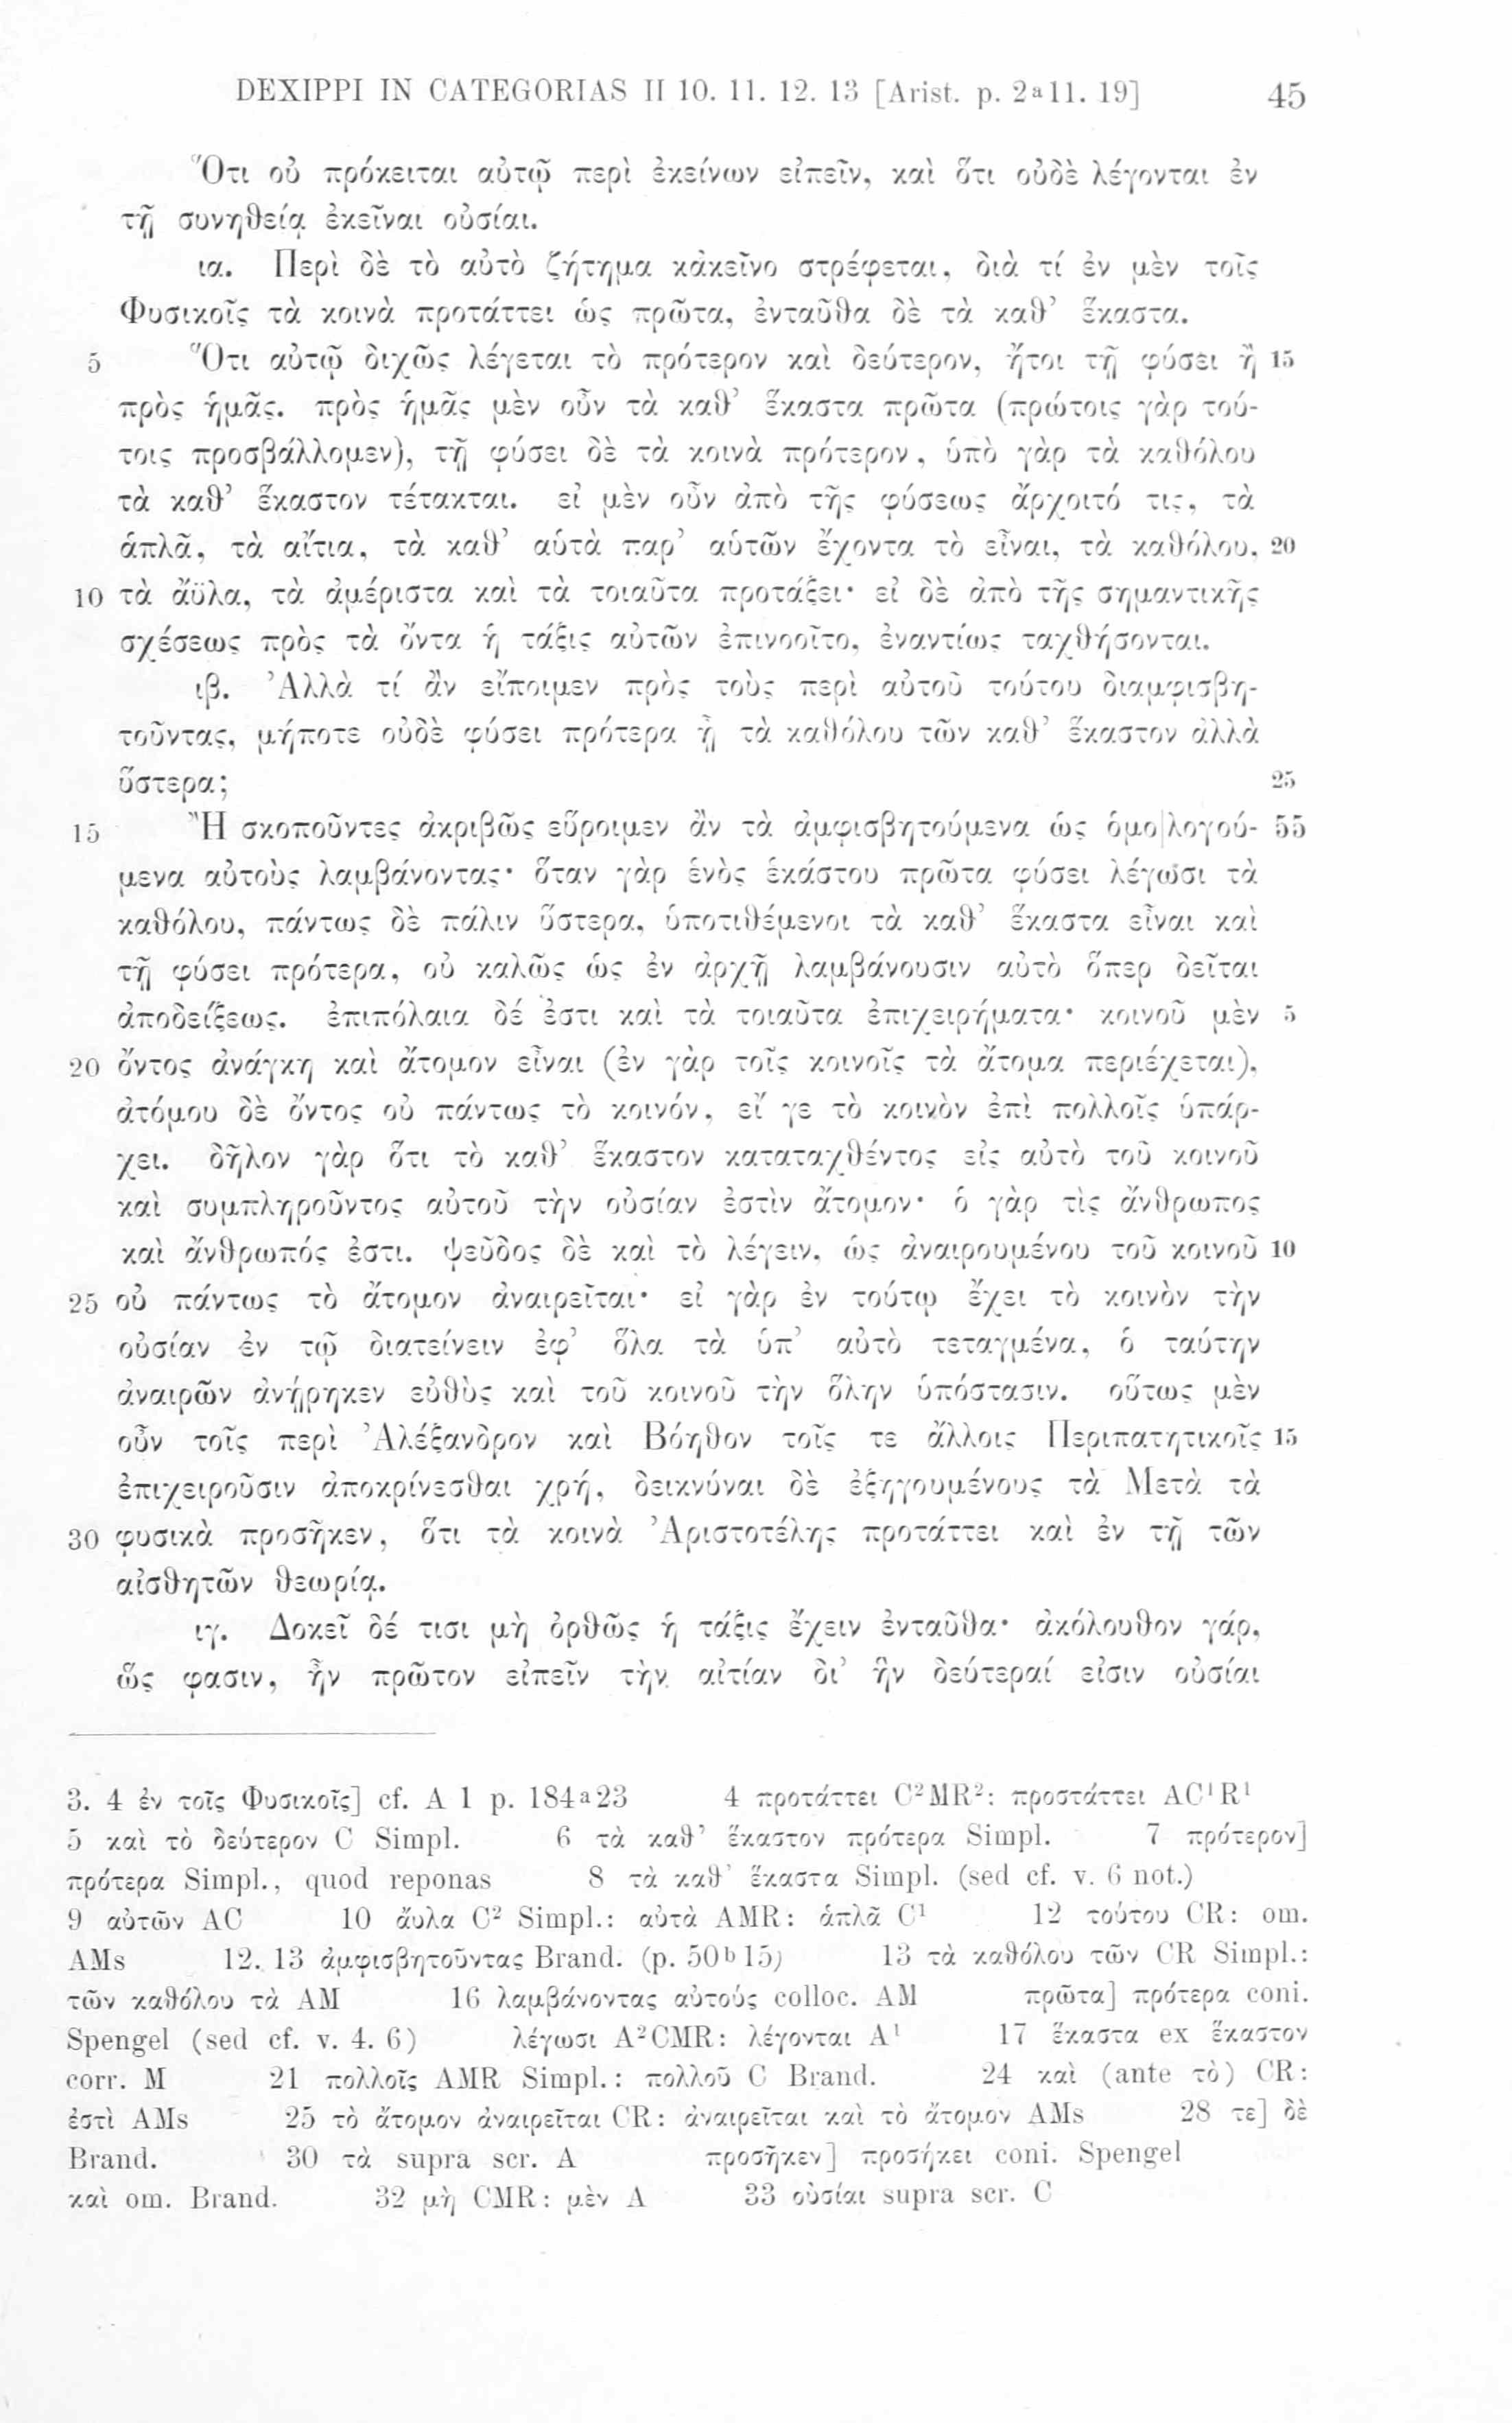 DEXIPPI IN CATEGORIAS II 10. 11. 12. 13 [Arist. p. 2ᵃ11. 19] 45
Ὅτι οὐ πρόκειται αὐτῷ περὶ ἐκείνων εἰπεῖν, καὶ ὅτι οὐδὲ λέγονται ἐν
τῇ συνηθείᾳ ἐκεῖναι οὐσίαι.
ια. Περὶ δὲ τὸ αὐτὸ ζήτημα κἀκεῖνο στρέφεται, διὰ τί ἐν μὲν τοῖς
Φυσικοῖς τὰ κοινὰ προτάττει ὡς πρῶτα, ἐνταῦθα δὲ τὰ καθ’ ἕκαστα.
5 Ὅτι αὐτῷ διχῶς λέγεται τὸ πρότερον καὶ δεύτερον, ἤτοι τῇ φύσει ἢ 15
πρὸς ἡμᾶς. πρὸς ἡμᾶς μὲν οὖν τὰ καθ’ ἕκαστα πρῶτα (πρώτοις γὰρ τού-
τοις προσβάλλομεν), τῇ φύσει δὲ τὰ κοινὰ πρότερον, ὑπὸ γὰρ τὰ καθόλου
τὰ καθ’ ἕκαστον τέτακται. εἰ μὲν οὖν ἀπὸ τῆς φύσεως ἄρχοιτό τις, τὰ
ἁπλᾶ, τὰ αἴτια, τὰ καθ’ αὑτὰ παρ’ αὑτῶν ἔχοντα τὸ εἶναι, τὰ καθόλου, 20
10 τὰ ἄϋλα, τὰ ἀμέριστα καὶ τὰ τοιαῦτα προτάξει· εἰ δὲ ἀπὸ τῆς σημαντικῆς
σχέσεως πρὸς τὰ ὄντα ἡ τάξις αὐτῶν ἐπινοοῖτο, ἐναντίως ταχθήσονται.
ιβ. Ἀλλὰ τί ἂν εἴποιμεν πρὸς τοὺς περὶ αὐτοῦ τούτου διαμφισβη-
τοῦντας, μήποτε οὐδὲ φύσει πρότερα ᾖ τὰ καθόλου τῶν καθ’ ἕκαστον ἀλλὰ
ὕστερα; 25
15 Ἢ σκοποῦντες ἀκριβῶς εὕροιμεν ἂν τὰ ἀμφισβητούμενα ὡς ὁμο|λογού- 55
μενα αὐτοὺς λαμβάνοντας· ὅταν γὰρ ἑνὸς ἑκάστου πρῶτα φύσει λέγωσι τὰ
καθόλου, πάντως δὲ πάλιν ὕστερα, ὑποτιθέμενοι τὰ καθ’ ἕκαστα εἶναι καὶ
τῇ φύσει πρότερα, οὐ καλῶς ὡς ἐν ἀρχῇ λαμβάνουσιν αὐτὸ ὅπερ δεῖται
ἀποδείξεως. ἐπιπόλαια δέ ἐστι καὶ τὰ τοιαῦτα ἐπιχειρήματα· κοινοῦ μὲν 5
20 ὄντος ἀνάγκη καὶ ἄτομον εἶναι (ἐν γὰρ τοῖς κοινοῖς τὰ ἄτομα περιέχεται),
ἀτόμου δὲ ὄντος οὐ πάντως τὸ κοινόν, εἴ γε τὸ κοινὸν ἐπὶ πολλοῖς ὑπάρ-
χει. δῆλον γὰρ ὅτι τὸ καθ’ ἕκαστον καταταχθέντος εἰς αὐτὸ τοῦ κοινοῦ
καὶ συμπληροῦντος αὐτοῦ τὴν οὐσίαν ἐστὶν ἄτομον· ὁ γὰρ τὶς ἄνθρωπος
καὶ ἄνθρωπός ἐστι. ψεῦδος δὲ καὶ τὸ λέγειν, ὡς ἀναιρουμένου τοῦ κοινοῦ 10
25 οὐ πάντως τὸ ἄτομον ἀναιρεῖται· εἰ γὰρ ἐν τούτῳ ἔχει τὸ κοινὸν τὴν
οὐσίαν ἐν τῷ διατείνειν ἐφ’ ὅλα τὰ ὑπ’ αὐτὸ τεταγμένα, ὁ ταύτην
ἀναιρῶν ἀνῄρηκεν εὐθὺς καὶ τοῦ κοινοῦ τὴν ὅλην ὑπόστασιν. οὕτως μὲν
οὖν τοῖς περὶ Ἀλέξανδρον καὶ Βόηθον τοῖς τε ἄλλοις Περιπατητικοῖς 15
ἐπιχειροῦσιν ἀποκρίνεσθαι χρή, δεικνύναι δὲ ἐξηγουμένους τὰ Μετὰ τὰ
30 φυσικὰ προσῆκεν, ὅτι τὰ κοινὰ Ἀριστοτέλης προτάττει καὶ ἐν τῇ τῶν
αἰσθητῶν θεωρίᾳ.
ιγ. Δοκεῖ δέ τισι μὴ ὀρθῶς ἡ τάξις ἔχειν ἐνταῦθα· ἀκόλουθον γάρ,
ὥς φασιν, ἦν πρῶτον εἰπεῖν τὴν αἰτίαν δι’ ἣν δεύτεραί εἰσιν οὐσίαι
3. 4 ἐν τοῖς Φυσικοῖς] cf. A 1 p. 184ᵃ23 4 προτάττει C²MR²: προστάττει AC¹R¹
5 καὶ τὸ δεύτερον C Simpl. 6 τὰ καθ’ ἕκαστον πρότερα Simpl. 7 πρότερον]
πρότερα Simpl., quod reponas 8 τὰ καθ’ ἕκαστα Simpl. (sed cf. v. 6 not.)
9 αὐτῶν AC 10 ἄυλα C² Simpl.: αὐτὰ AMR: ἁπλᾶ C¹ 12 τούτου CR: om.
AMs 12. 13 ἀμφισβητοῦντας Brand. (p. 50ᵇ15) 13 τὰ καθόλου τῶν CR Simpl.:
τῶν καθόλου τὰ AM 16 λαμβάνοντας αὐτούς colloc. AM πρῶτα] πρότερα coni.
Spengel (sed cf. v. 4. 6) λέγωσι A²CMR: λέγονται A¹ 17 ἕκαστα ex ἕκαστον
corr. M 21 πολλοῖς AMR Simpl.: πολλοῦ C Brand. 24 καὶ (ante τὸ) CR:
ἐστὶ AMs 25 τὸ ἄτομον ἀναιρεῖται CR: ἀναιρεῖται καὶ τὸ ἄτομον AMs 28 τε] δὲ
Brand. 30 τὰ supra scr. A προσῆκεν] προσήκει coni. Spengel
καὶ om. Brand. 32 μὴ CMR: μὲν A 33 οὐσίαι supra scr. C